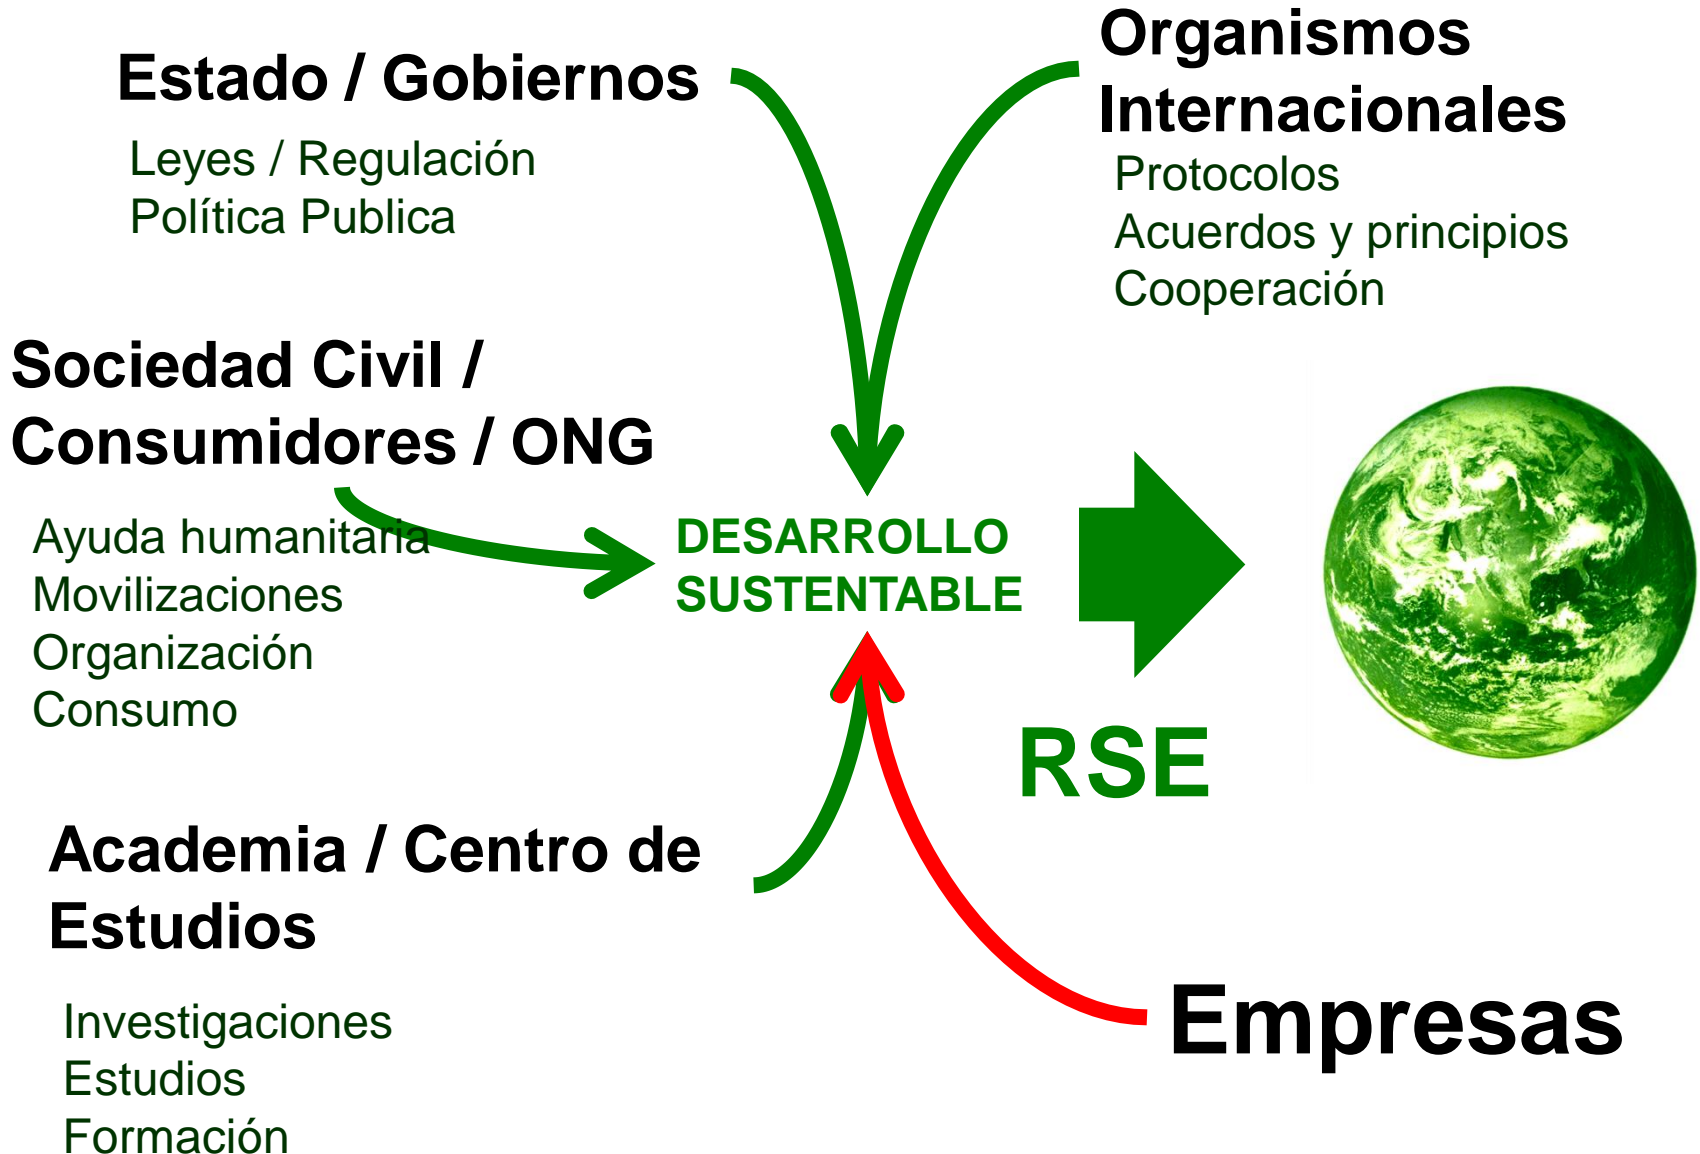 Estado / Gobiernos
Leyes / Regulación
Política Publica
Organismos
Internacionales
Protocolos
Acuerdos y principios
Cooperación
Sociedad Civil /
Consumidores / ONG
Ayuda humanitaria
Movilizaciones
Organización
Consumo
DESARROLLO
SUSTENTABLE
RSE
Academia / Centro de
Estudios
Investigaciones
Estudios
Formación
Empresas